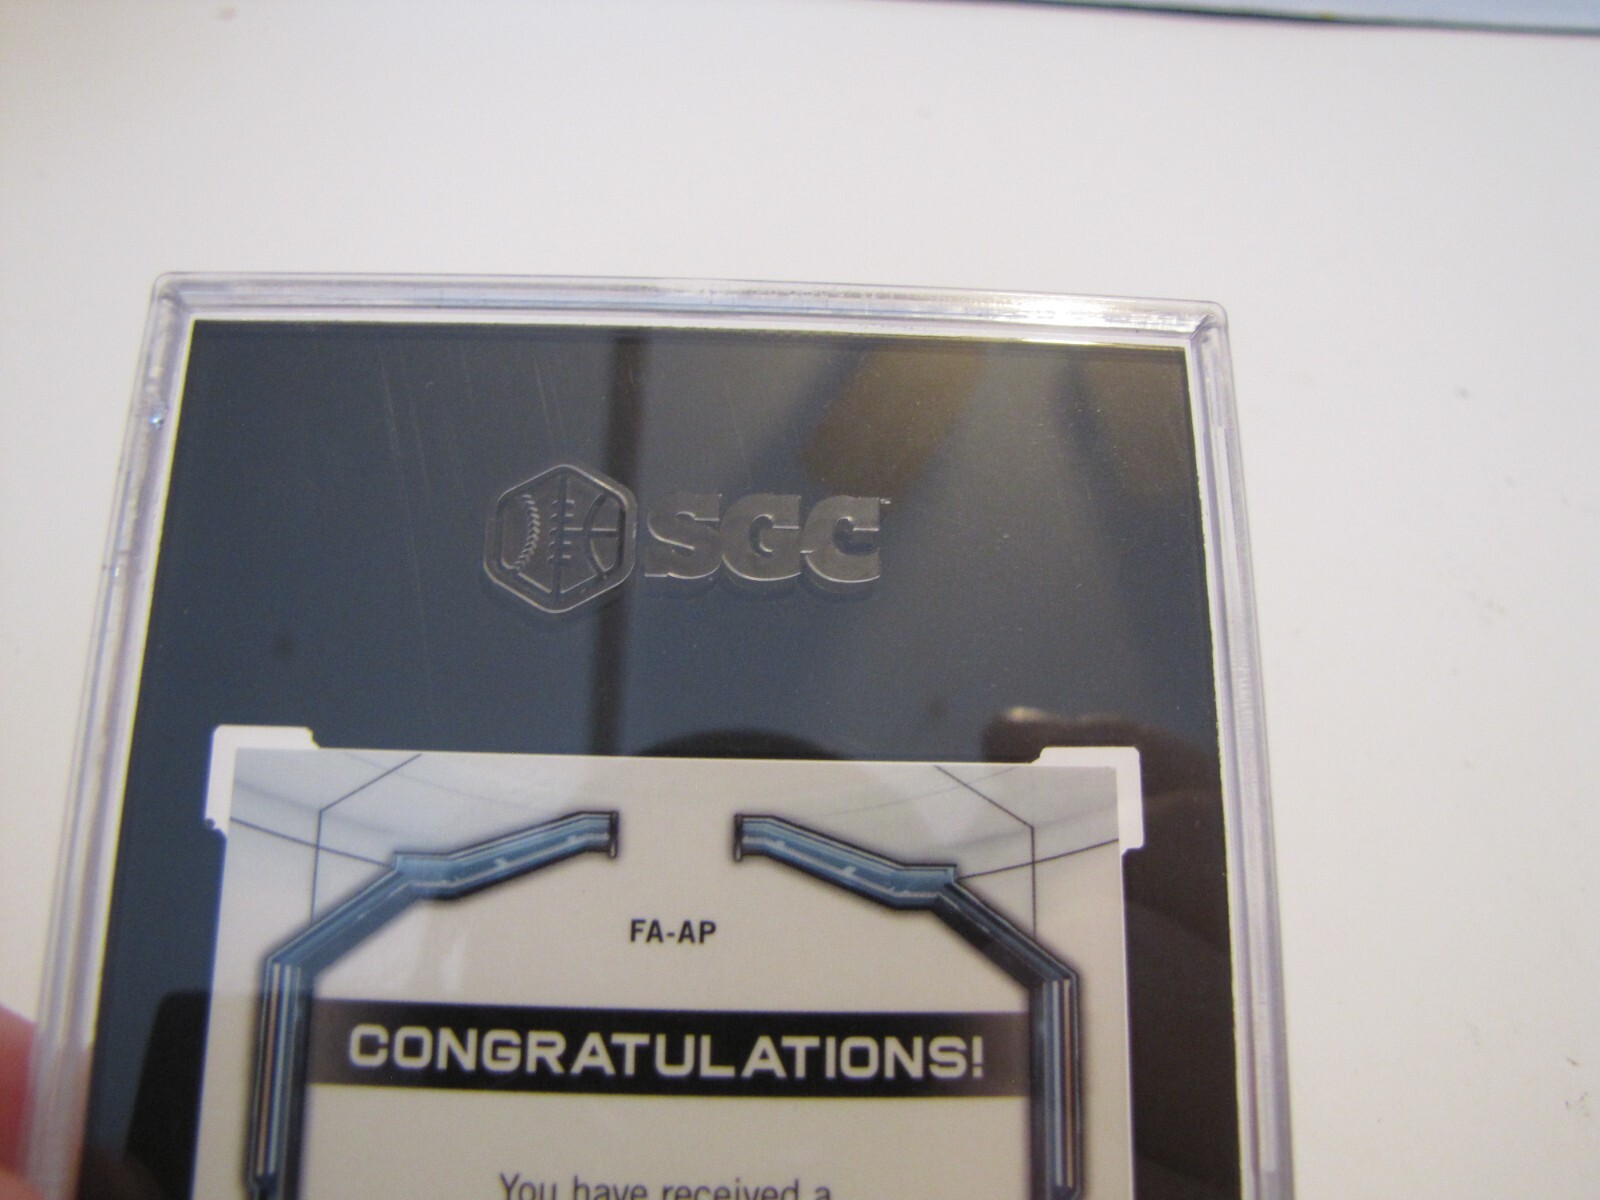 SGC
FA-AP
CONGRATULATIONS!
You have received a